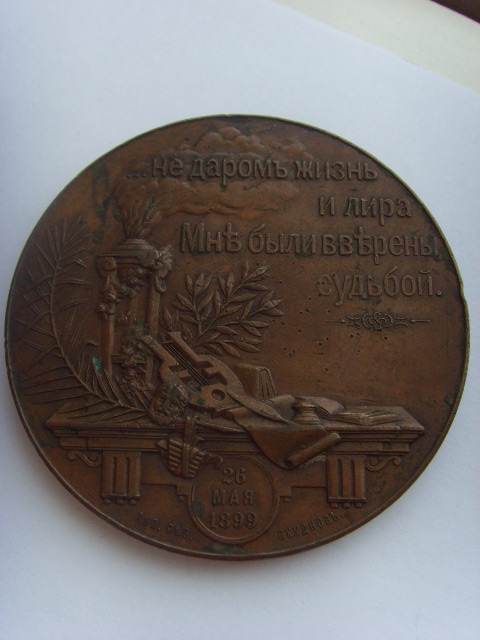 ...не даромъ жизнь
и лира
Мнѣ были ввѣрены
судьбой.
26
МАЯ
1899